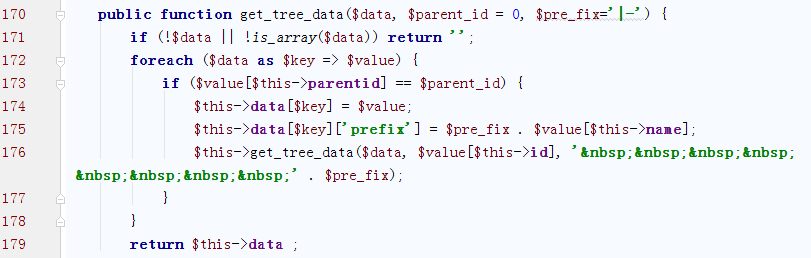 170 public function get_tree_data($data, $parent_id = 0, $pre_fix='|-') {
171 if (!$data || !is_array($data)) return '';
172 foreach ($data as $key => $value) {
173 if ($value[$this->parentid] == $parent_id) {
174 $this->data[$key] = $value;
175 $this->data[$key]['prefix'] = $pre_fix . $value[$this->name];
176 $this->get_tree_data($data, $value[$this->id], '&nbsp;&nbsp;&nbsp;&nbsp;
&nbsp;&nbsp;&nbsp;&nbsp;' . $pre_fix);
177 }
178 }
179 return $this->data ;